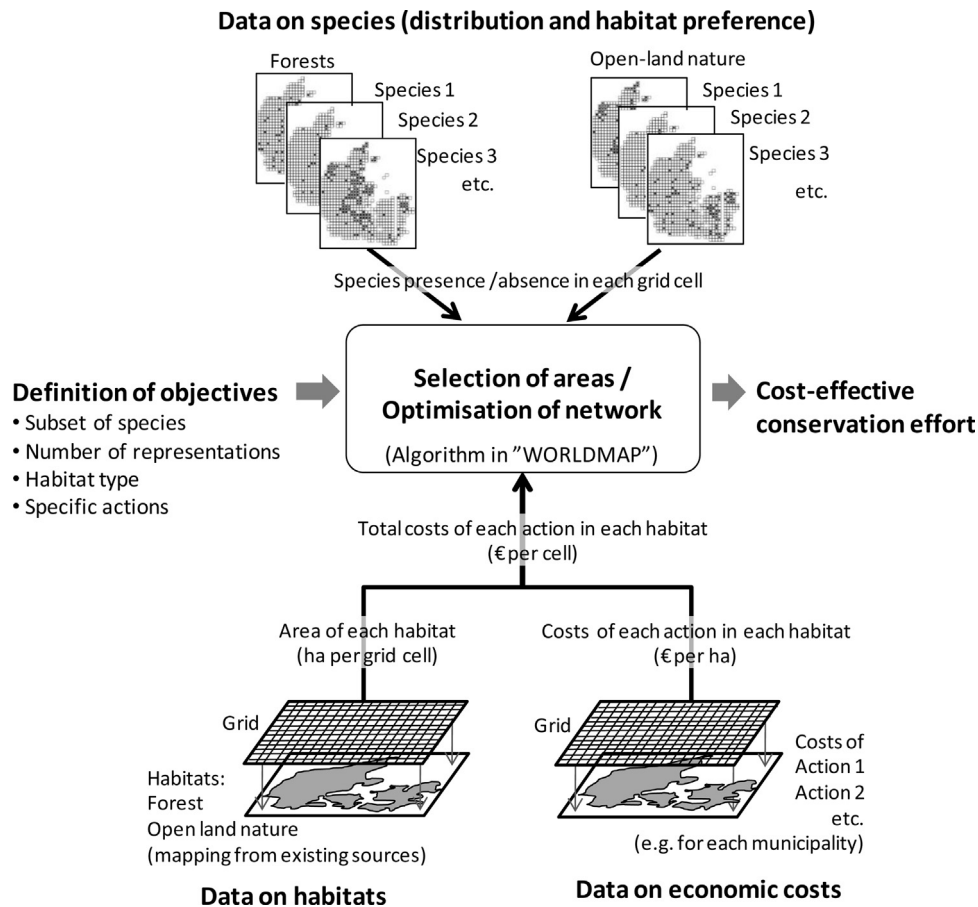 Data on species (distribution and habitat preference)
Forests
Species 1
Species 2
Species 3
etc.
Open-land nature
Species 1
Species 2
Species 3
etc.
Species presence /absence in each grid cell
Definition of objectives
• Subset of species
• Number of representations
• Habitat type
• Specific actions
Selection of areas /
Optimisation of network
(Algorithm in ”WORLDMAP”)
Cost-effective
conservation effort
Total costs of each action in each habitat
(€ per cell)
Area of each habitat
(ha per grid cell)
Costs of each action in each habitat
(€ per ha)
Grid
Habitats:
Forest
Open land nature
(mapping from existing sources)
Data on habitats
Grid
Costs of
Action 1
Action 2
etc.
(e.g. for each municipality)
Data on economic costs